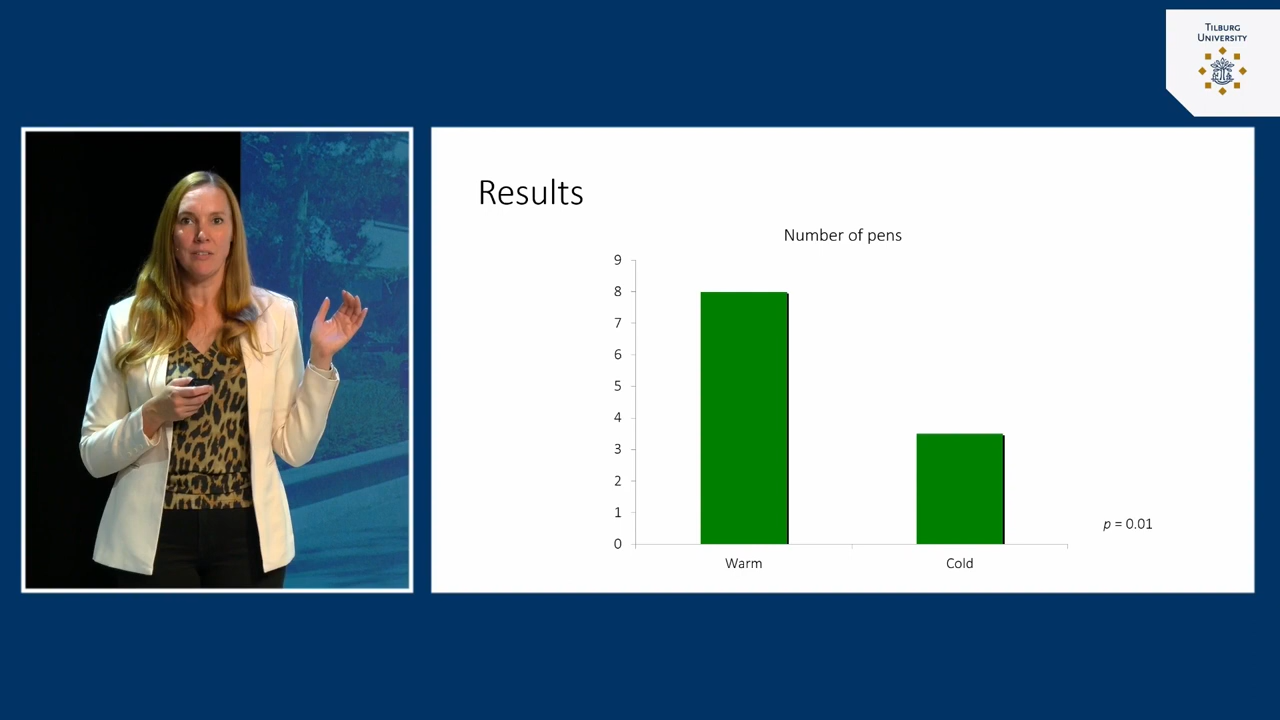 TILBURG
UNIVERSITY
Results
Number of pens
9
8
7
6
5
4
3
2
1
0
Warm
Cold
p = 0.01